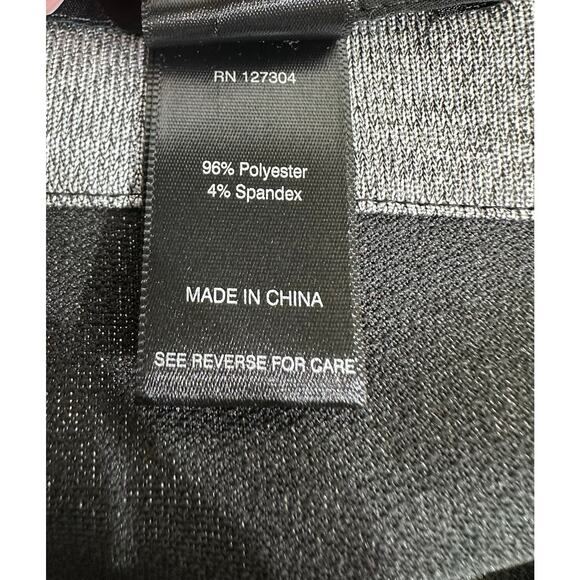 RN 127304
96% Polyester
4% Spandex
MADE IN CHINA
SEE REVERSE FOR CARE